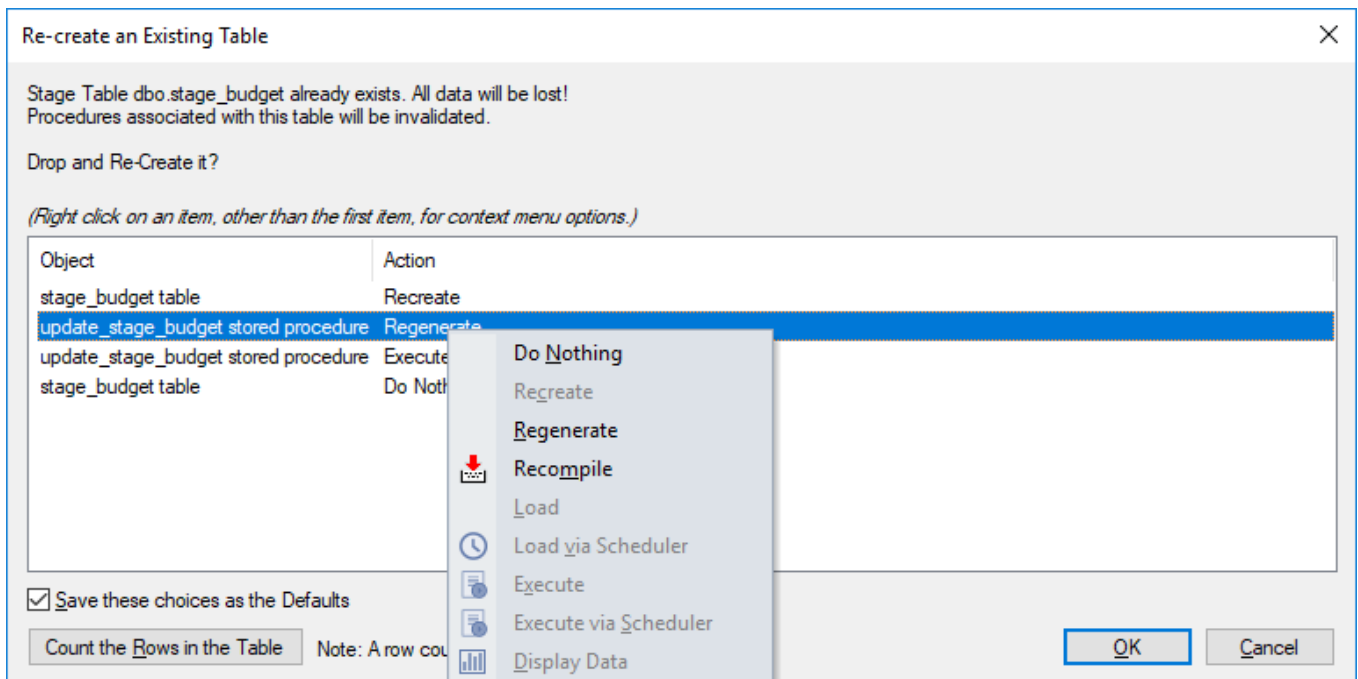 Re-create an Existing Table
Stage Table dbo.stage_budget already exists. All data will be lost!
Procedures associated with this table will be invalidated.
Drop and Re-Create it?
(Right click on an item, other than the first item, for context menu options.)
Object Action
stage_budget table Recreate
update_stage_budget stored procedure Regenerate
update_stage_budget stored procedure Execute
stage_budget table Do
Do Nothing
Recreate
Regenerate
Recompile
Load
Load via Scheduler
Execute
Execute via Scheduler
Display Data
Save these choices as the Defaults
Count the Rows in the Table Note: A row
OK Cancel